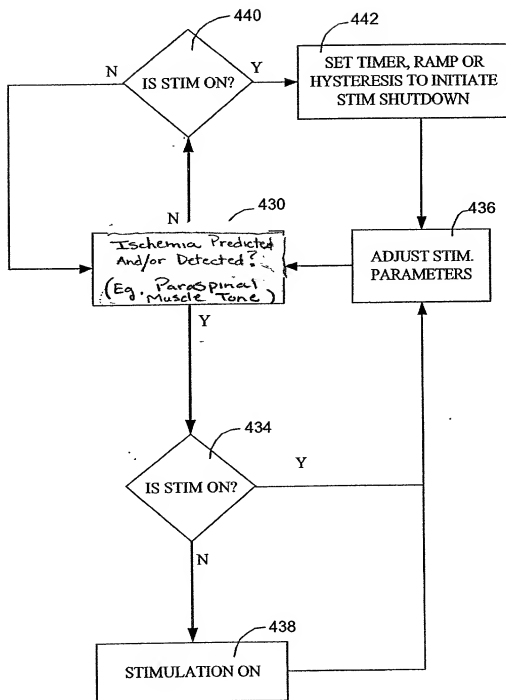 440
N
IS STIM ON?
Y
442
SET TIMER, RAMP OR
HYSTERESIS TO INITIATE
STIM SHUTDOWN
N
430
Ischemia Predicted
And/or Detected?
(Eg. Paraspinal
Muscle Tone)
436
ADJUST STIM.
PARAMETERS
Y
434
IS STIM ON?
Y
N
438
STIMULATION ON